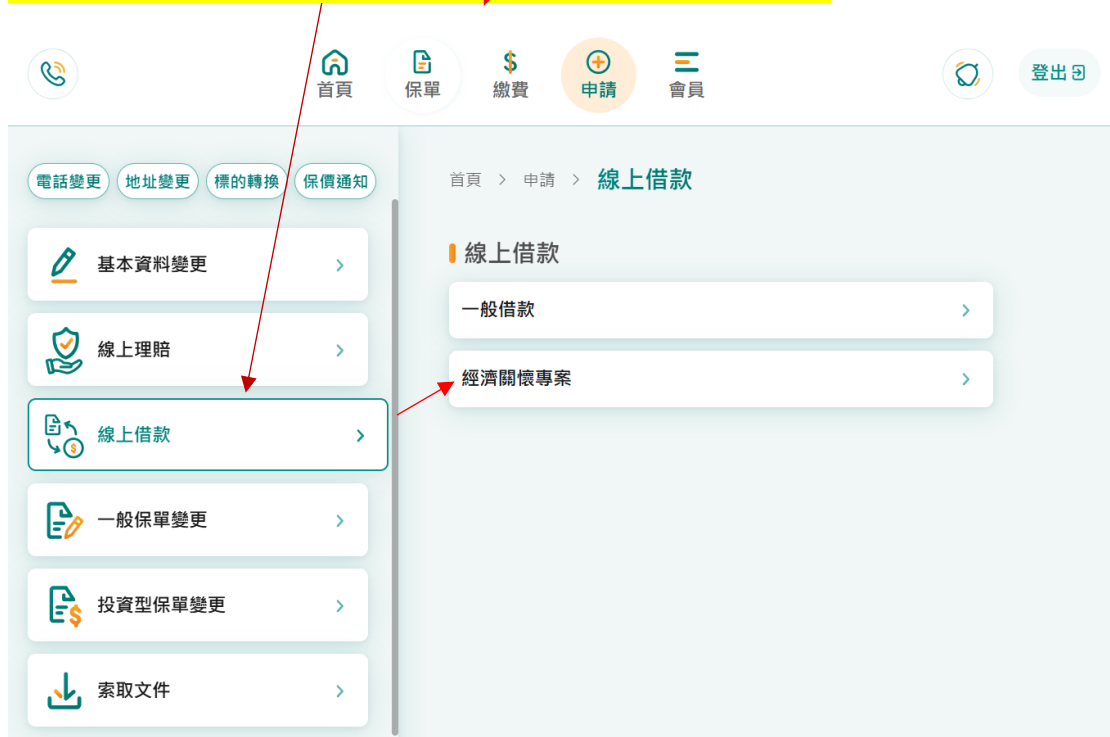 首頁
保單
繳費
申請
會員
登出
電話變更
地址變更
標的轉換
保價通知
基本資料變更
線上理賠
線上借款
一般保單變更
投資型保單變更
索取文件
首頁 > 申請 > 線上借款
線上借款
一般借款
經濟關懷專案